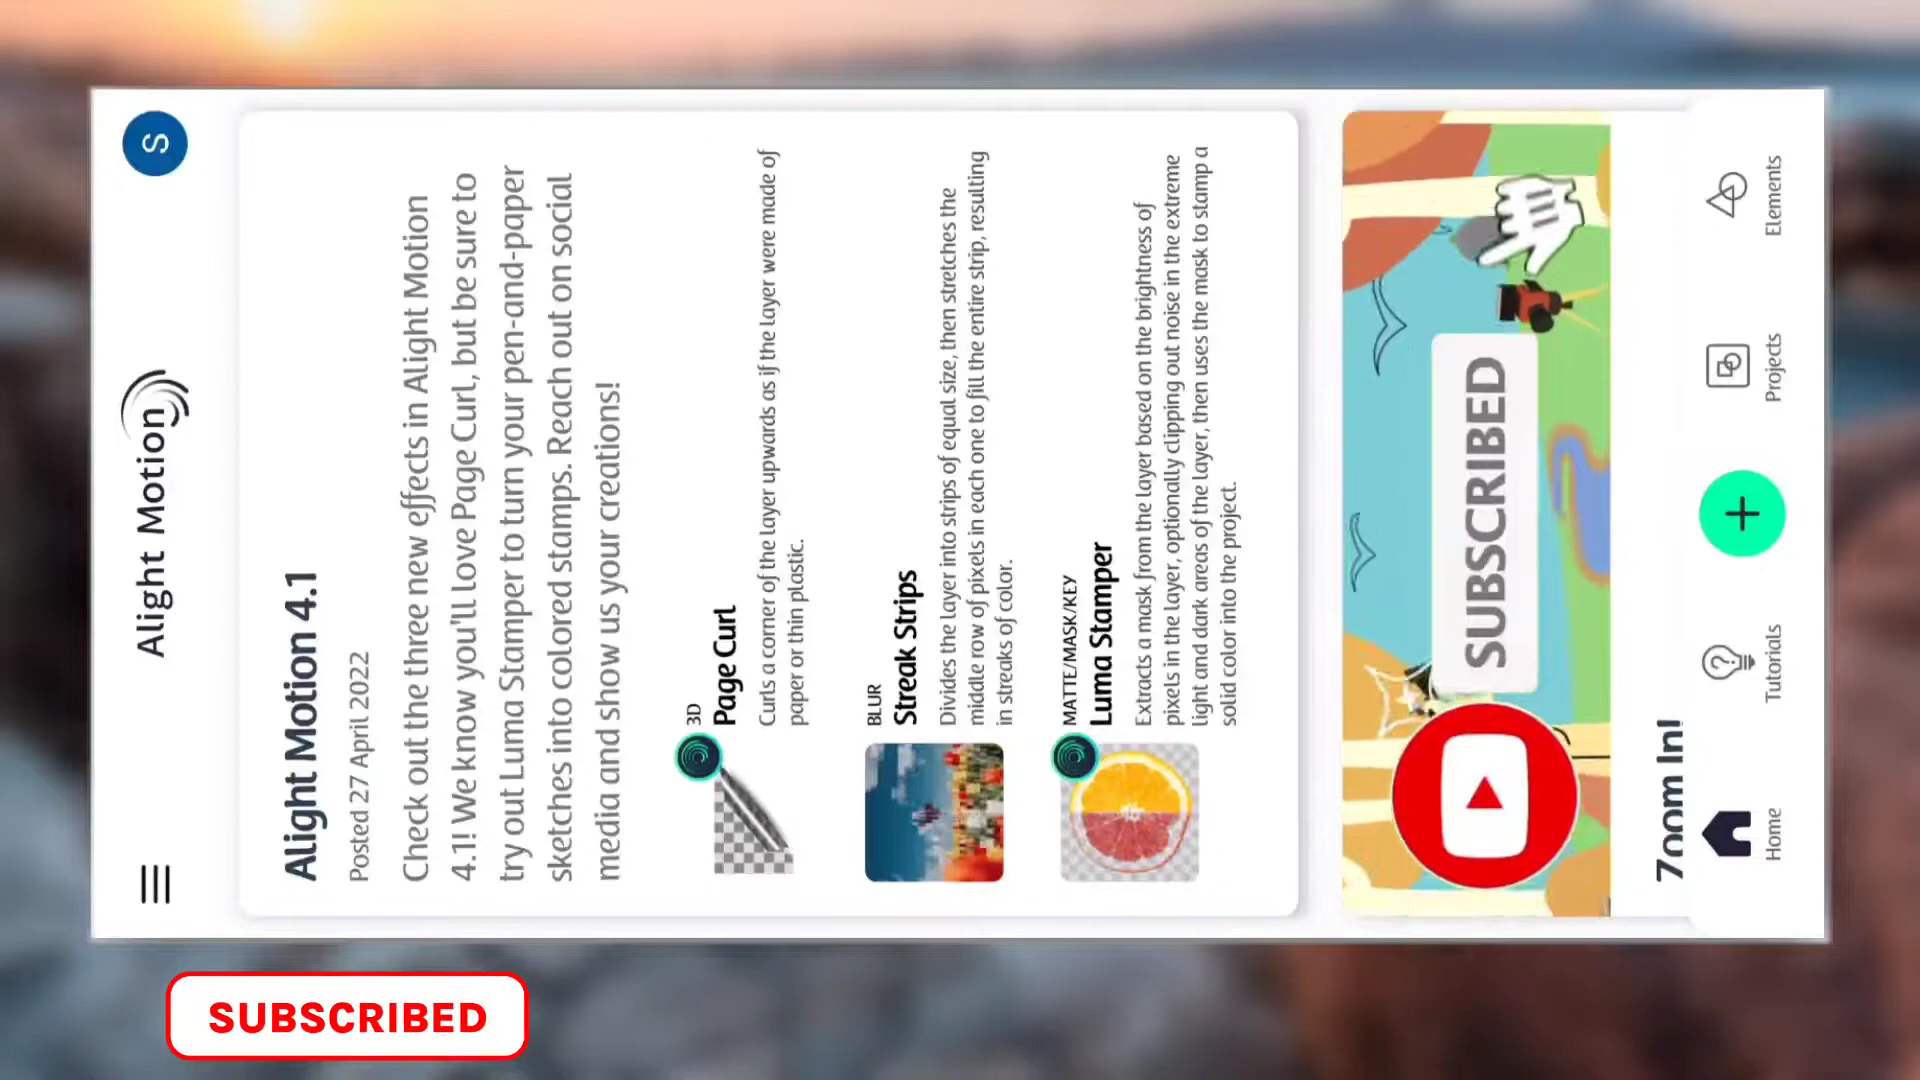 S
Alight Motion
Alight Motion 4.1
Posted 27 April 2022
Check out the three new effects in Alight Motion
4.1! We know you'll love Page Curl, but be sure to
try out Luma Stamper to turn your pen-and-paper
sketches into colored stamps. Reach out on social
media and show us your creations!
3D
Page Curl
Curls a corner of the layer upwards as if the layer were made of
paper or thin plastic.
BLUR
Streak Strips
Divides the layer into strips of equal size, then stretches the
middle row of pixels in each one to fill the entire strip, resulting
in streaks of color.
MATTE/MASK/KEY
Luma Stamper
Extracts a mask from the layer based on the brightness of
pixels in the layer, optionally clipping out noise in the extreme
light and dark areas of the layer, then uses the mask to stamp a
solid color into the project.
SUBSCRIBED
Zoom In!
Home
Tutorials
Projects
Elements
SUBSCRIBED